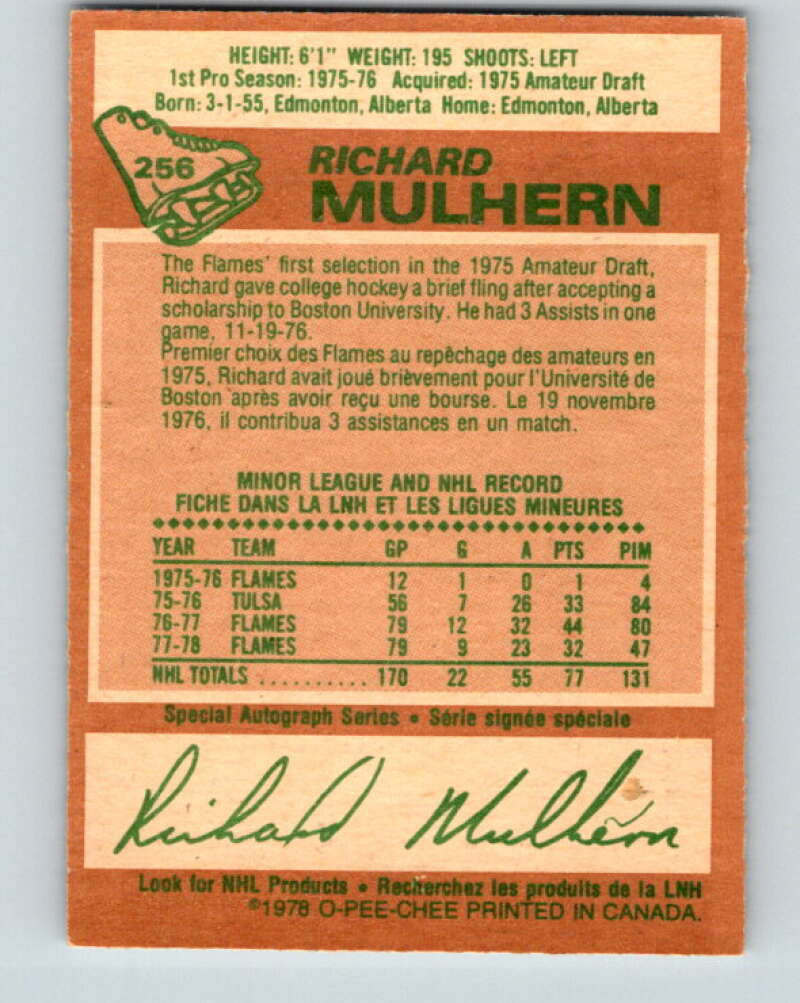 HEIGHT: 6'1" WEIGHT: 195 SHOOTS: LEFT
1st Pro Season: 1975-76 Acquired: 1975 Amateur Draft
Born: 3-1-55, Edmonton, Alberta Home: Edmonton, Alberta
256
RICHARD
MULHERN
The Flames' first selection in the 1975 Amateur Draft,
Richard gave college hockey a brief fling after accepting a
scholarship to Boston University. He had 3 Assists in one
game, 11-19-76.
Premier choix des Flames au repêchage des amateurs en
1975, Richard avait joué brièvement pour l'Université de
Boston après avoir reçu une bourse. Le 19 novembre
1976, il contribua 3 assistances en un match.
MINOR LEAGUE AND NHL RECORD
FICHE DANS LA LNH ET LES LIGUES MINEURES
YEAR TEAM GP G A PTS PIM
1975-76 FLAMES 12 1 0 1 4
75-76 TULSA 56 7 26 33 84
76-77 FLAMES 79 12 32 44 80
77-78 FLAMES 79 9 23 32 47
NHL TOTALS .......... 170 22 55 77 131
Special Autograph Series • Série signée spéciale
Richard Mulhern
Look for NHL Products • Recherchez les produits de la LNH
©1978 O-PEE-CHEE PRINTED IN CANADA.